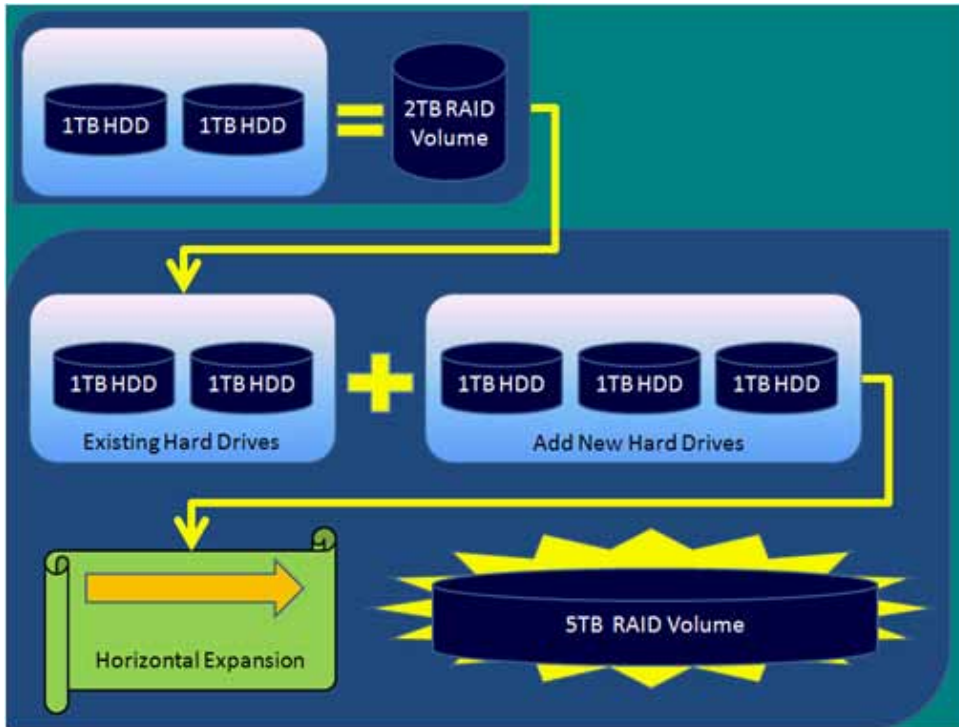 1TB HDD
1TB HDD
2TB RAID
Volume
1TB HDD
1TB HDD
Existing Hard Drives
1TB HDD
1TB HDD
1TB HDD
Add New Hard Drives
Horizontal Expansion
5TB RAID Volume